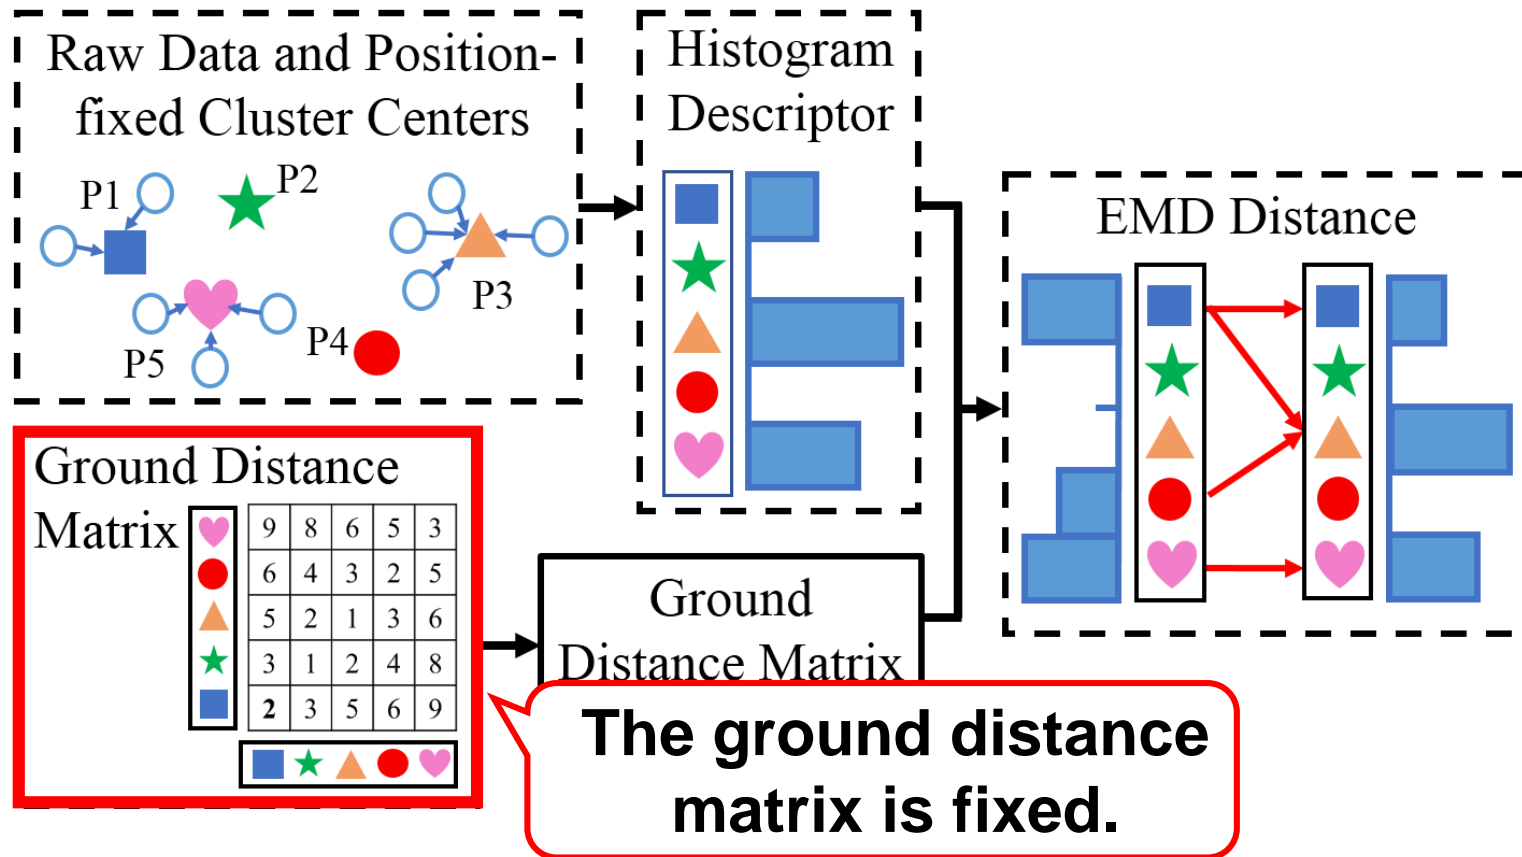 Raw Data and Position-
fixed Cluster Centers
P1
P2
P3
P4
P5
Histogram
Descriptor
EMD Distance
Ground Distance
Matrix
9 8 6 5 3
6 4 3 2 5
5 2 1 3 6
3 1 2 4 8
2 3 5 6 9
Ground
Distance Matrix
The ground distance
matrix is fixed.